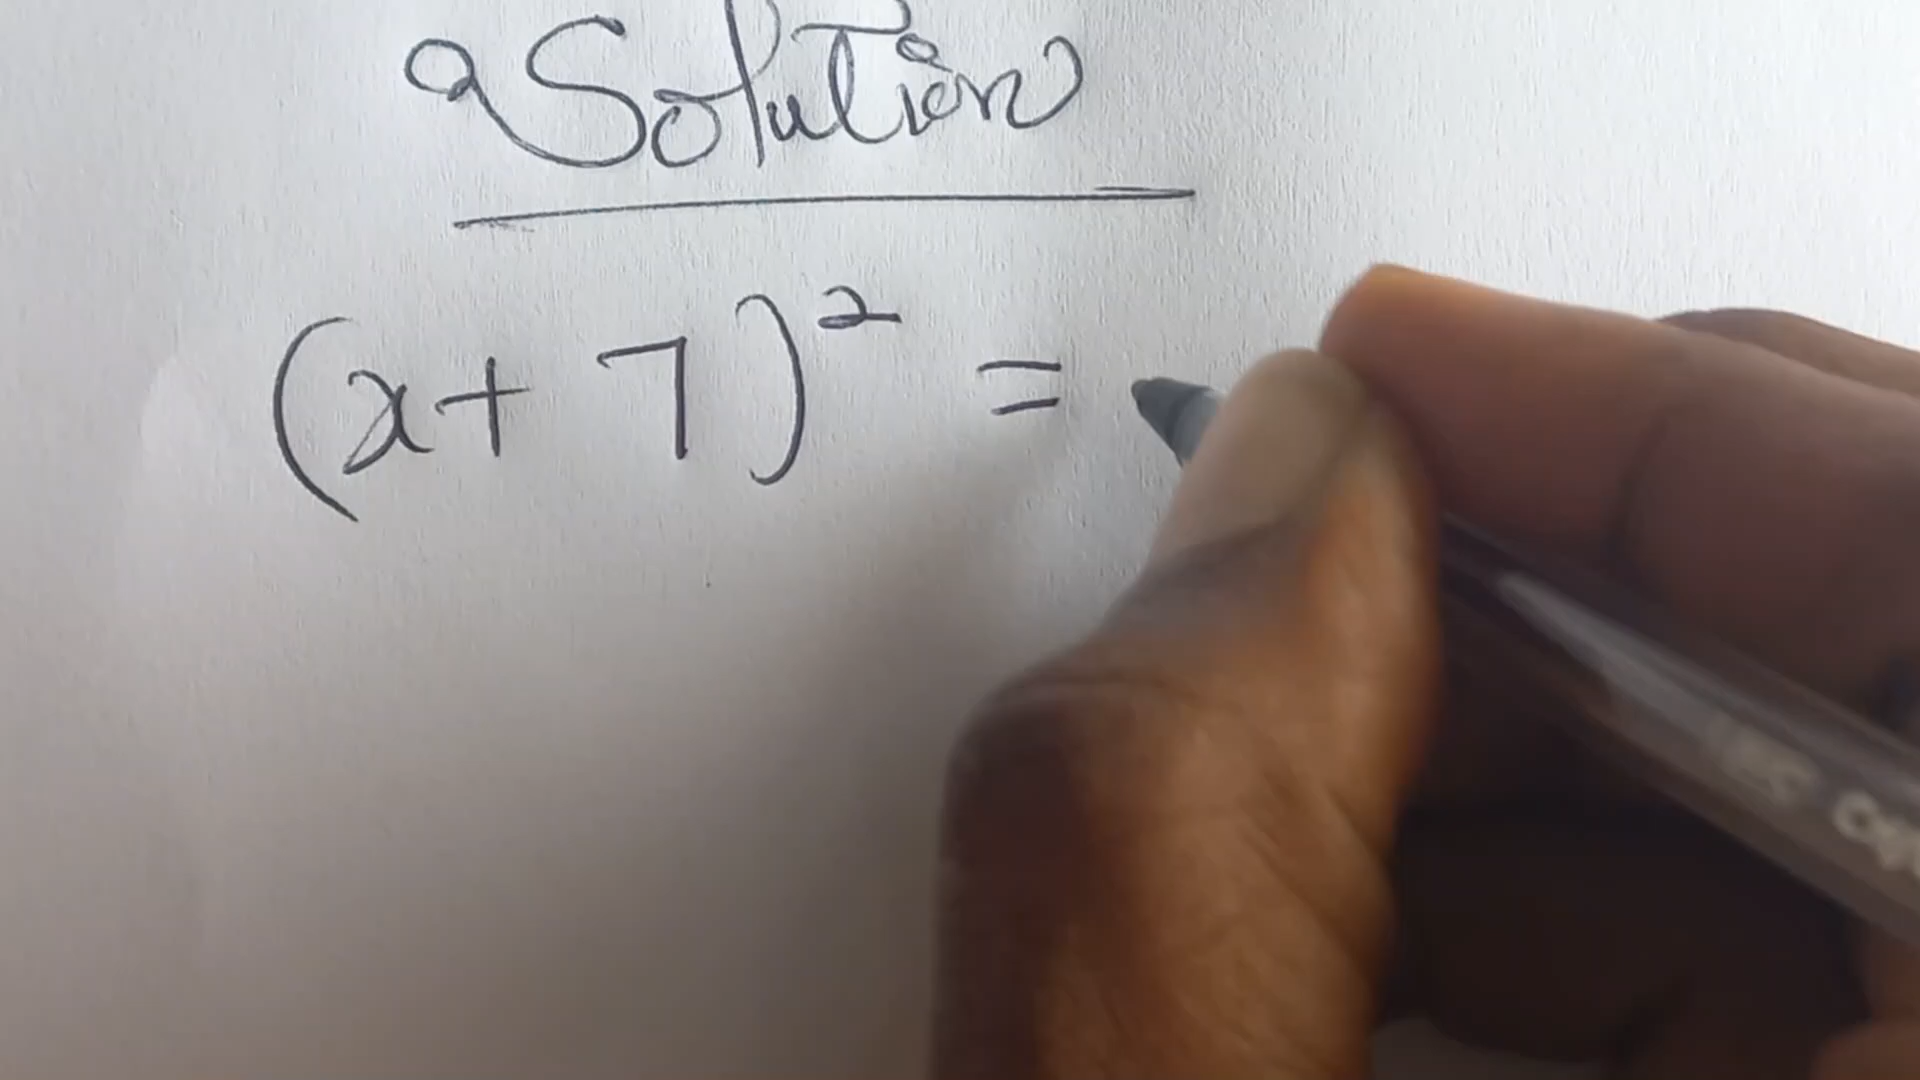 Solution
(x + 7)² =